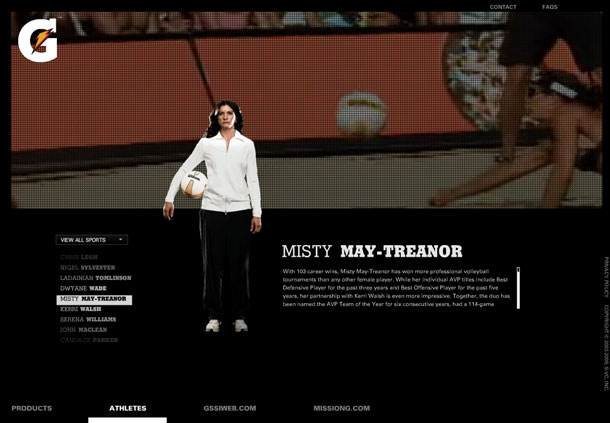 CONTACT FAQS
G
VIEW ALL SPORTS
CHRIS LEGH
NIGEL SYLVESTER
LADAINIAN TOMLINSON
DWYANE WADE
MISTY MAY-TREANOR
KERRI WALSH
SERENA WILLIAMS
JOHN MACLEAN
CANDACE PARKER
MISTY MAY-TREANOR
With 103 career wins, Misty May-Treanor has won more professional volleyball
tournaments than any other female player. While her individual AVP titles include Best
Defensive Player for the past three years and Best Offensive Player for the past five
years, her partnership with Kerri Walsh is even more impressive. Together, the duo has
been named the AVP Team of the Year for six consecutive years, had a 114-game
PRIVACY POLICY COPYRIGHT © 2003-2009, S-VC, INC.
PRODUCTS ATHLETES GSSIWEB.COM MISSIONG.COM